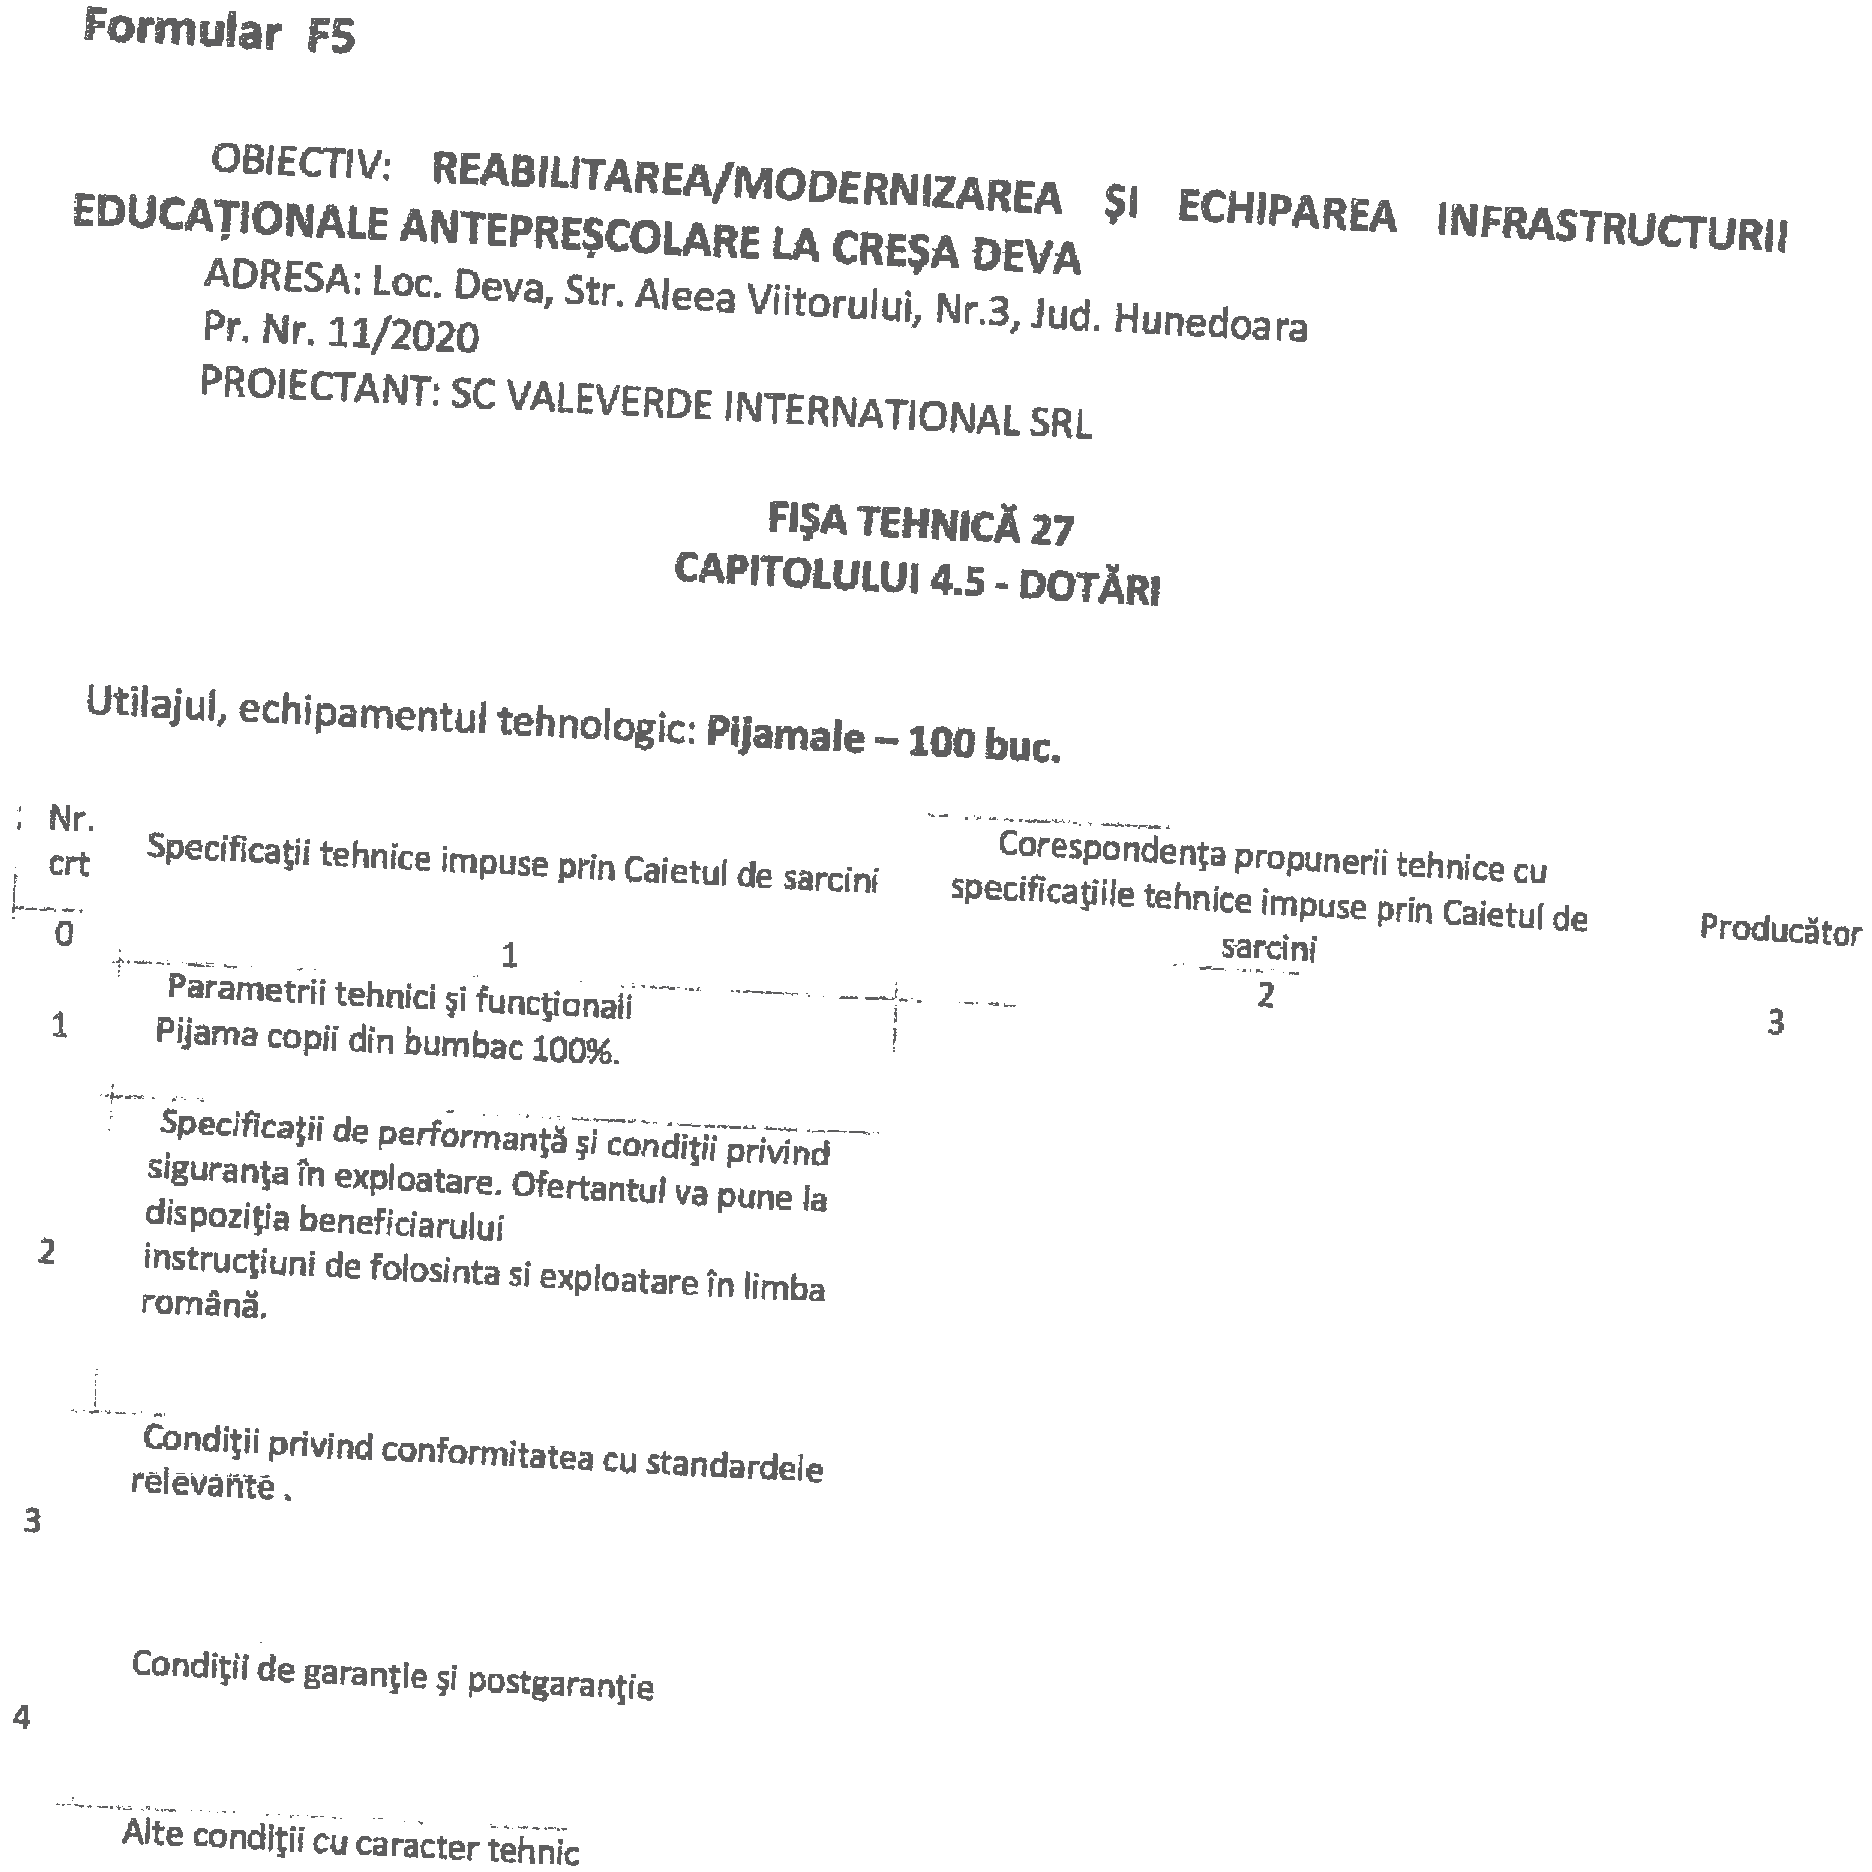 Formular F5
OBIECTIV: REABILITAREA/MODERNIZAREA ŞI ECHIPAREA INFRASTRUCTURII
EDUCAȚIONALE ANTEPREŞCOLARE LA CREŞA DEVA
ADRESA: Loc. Deva, Str. Aleea Viitorului, Nr.3, Jud. Hunedoara
Pr. Nr. 11/2020
PROIECTANT: SC VALEVERDE INTERNATIONAL SRL
FIŞA TEHNICĂ 27
CAPITOLULUI 4.5 - DOTĂRI
Utilajul, echipamentul tehnologic: Pijamale – 100 buc.
Nr.
crt
Specificaţii tehnice impuse prin Caietul de sarcini
Corespondenţa propunerii tehnice cu
specificaţiile tehnice impuse prin Caietul de
sarcini
Producător
0
1
2
3
1
Parametrii tehnici şi funcţionali
Pijama copii din bumbac 100%.
2
Specificaţii de performanţă şi condiţii privind
siguranţa în exploatare. Ofertantul va pune la
dispoziţia beneficiarului
instrucţiuni de folosinta si exploatare în limba
română.
3
Condiţii privind conformitatea cu standardele
relevante .
4
Condiţii de garanţie şi postgaranţie
Alte condiţii cu caracter tehnic